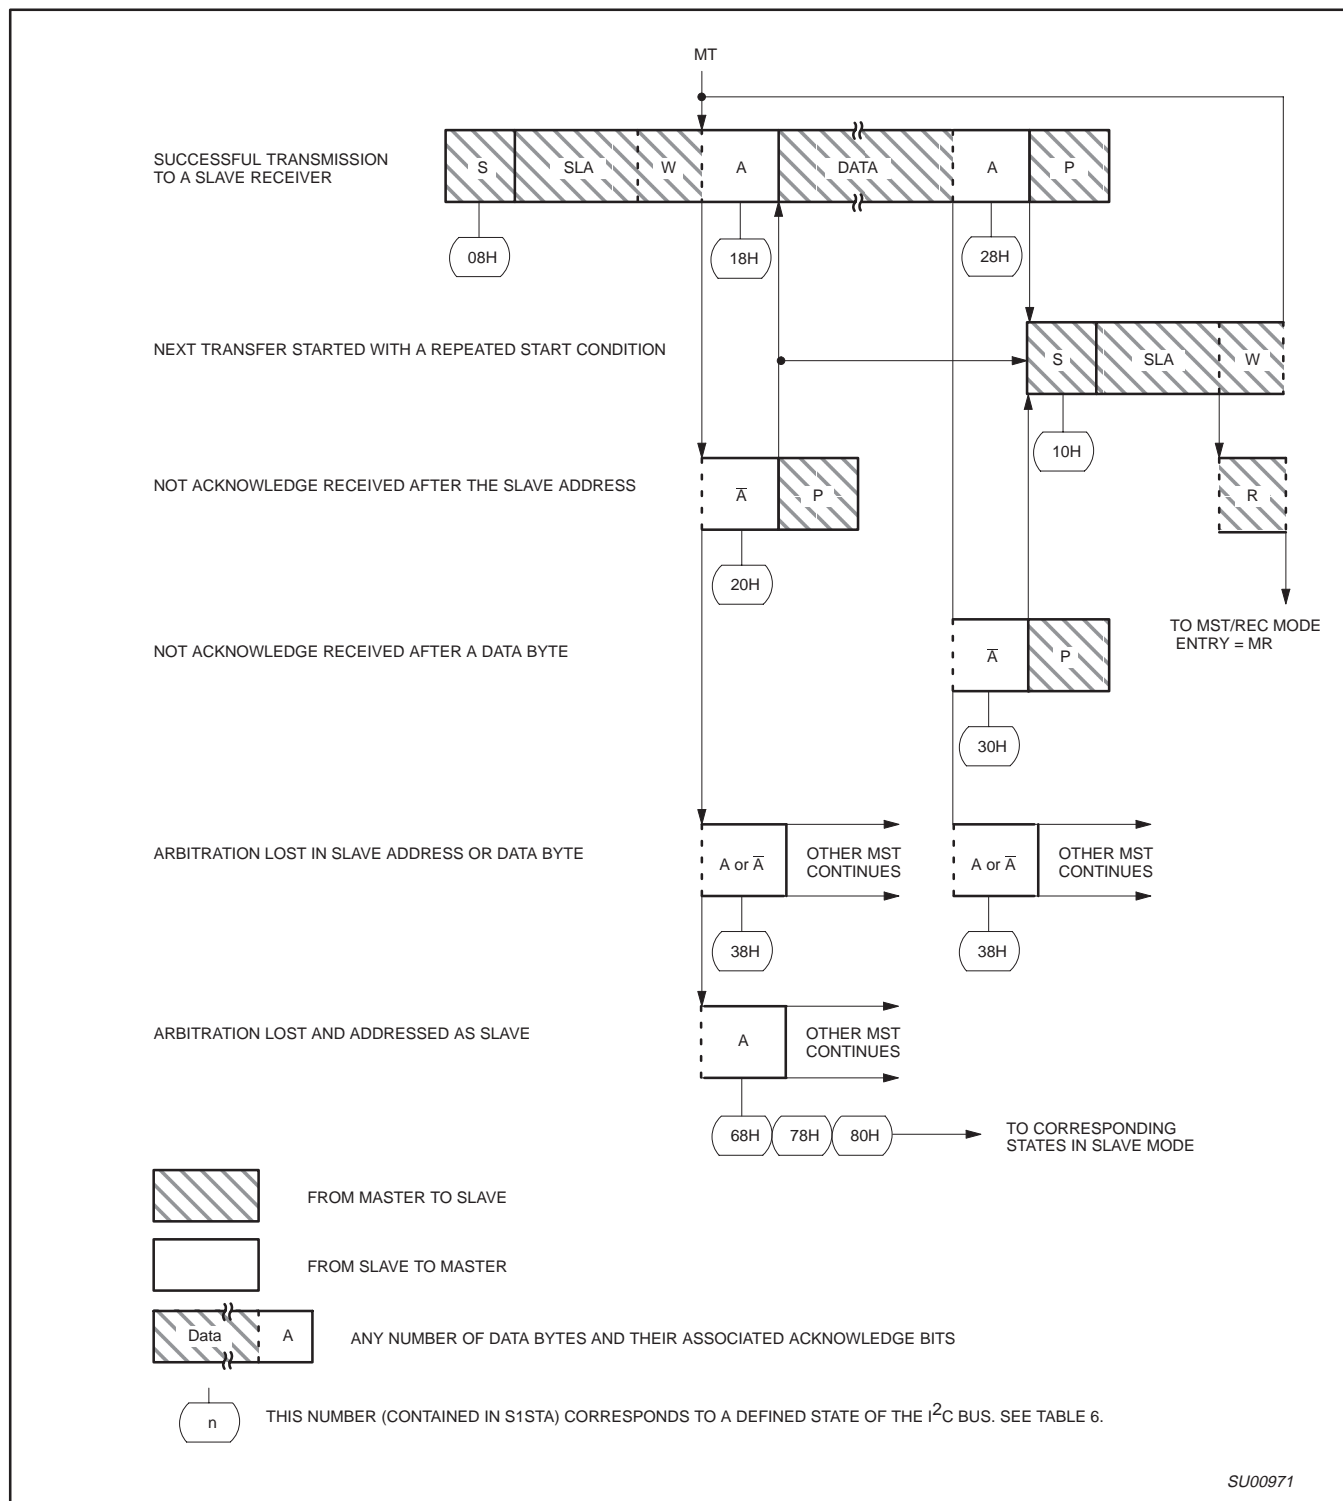 MT
SUCCESSFUL TRANSMISSION
TO A SLAVE RECEIVER
S SLA W A DATA A P
08H 18H 28H
NEXT TRANSFER STARTED WITH A REPEATED START CONDITION
S SLA W
10H
NOT ACKNOWLEDGE RECEIVED AFTER THE SLAVE ADDRESS
A̅ P
R
20H
TO MST/REC MODE
ENTRY = MR
NOT ACKNOWLEDGE RECEIVED AFTER A DATA BYTE
A̅ P
30H
ARBITRATION LOST IN SLAVE ADDRESS OR DATA BYTE
A or A̅
OTHER MST
CONTINUES
A or A̅
OTHER MST
CONTINUES
38H 38H
ARBITRATION LOST AND ADDRESSED AS SLAVE
A
OTHER MST
CONTINUES
68H 78H 80H
TO CORRESPONDING
STATES IN SLAVE MODE
FROM MASTER TO SLAVE
FROM SLAVE TO MASTER
Data A
ANY NUMBER OF DATA BYTES AND THEIR ASSOCIATED ACKNOWLEDGE BITS
n
THIS NUMBER (CONTAINED IN S1STA) CORRESPONDS TO A DEFINED STATE OF THE I²C BUS. SEE TABLE 6.
SU00971